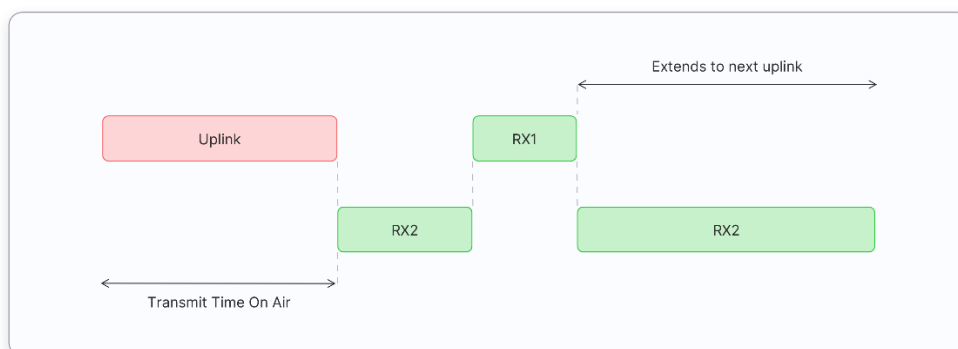 Extends to next uplink
Uplink
RX1
RX2
RX2
Transmit Time On Air